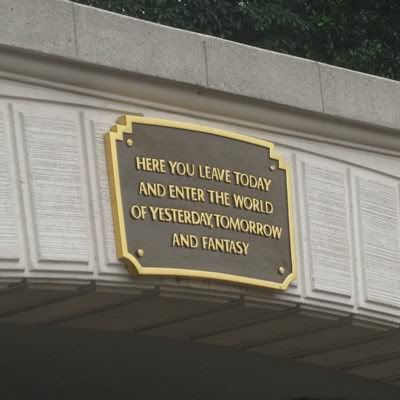 HERE YOU LEAVE TODAY
AND ENTER THE WORLD
OF YESTERDAY, TOMORROW
AND FANTASY